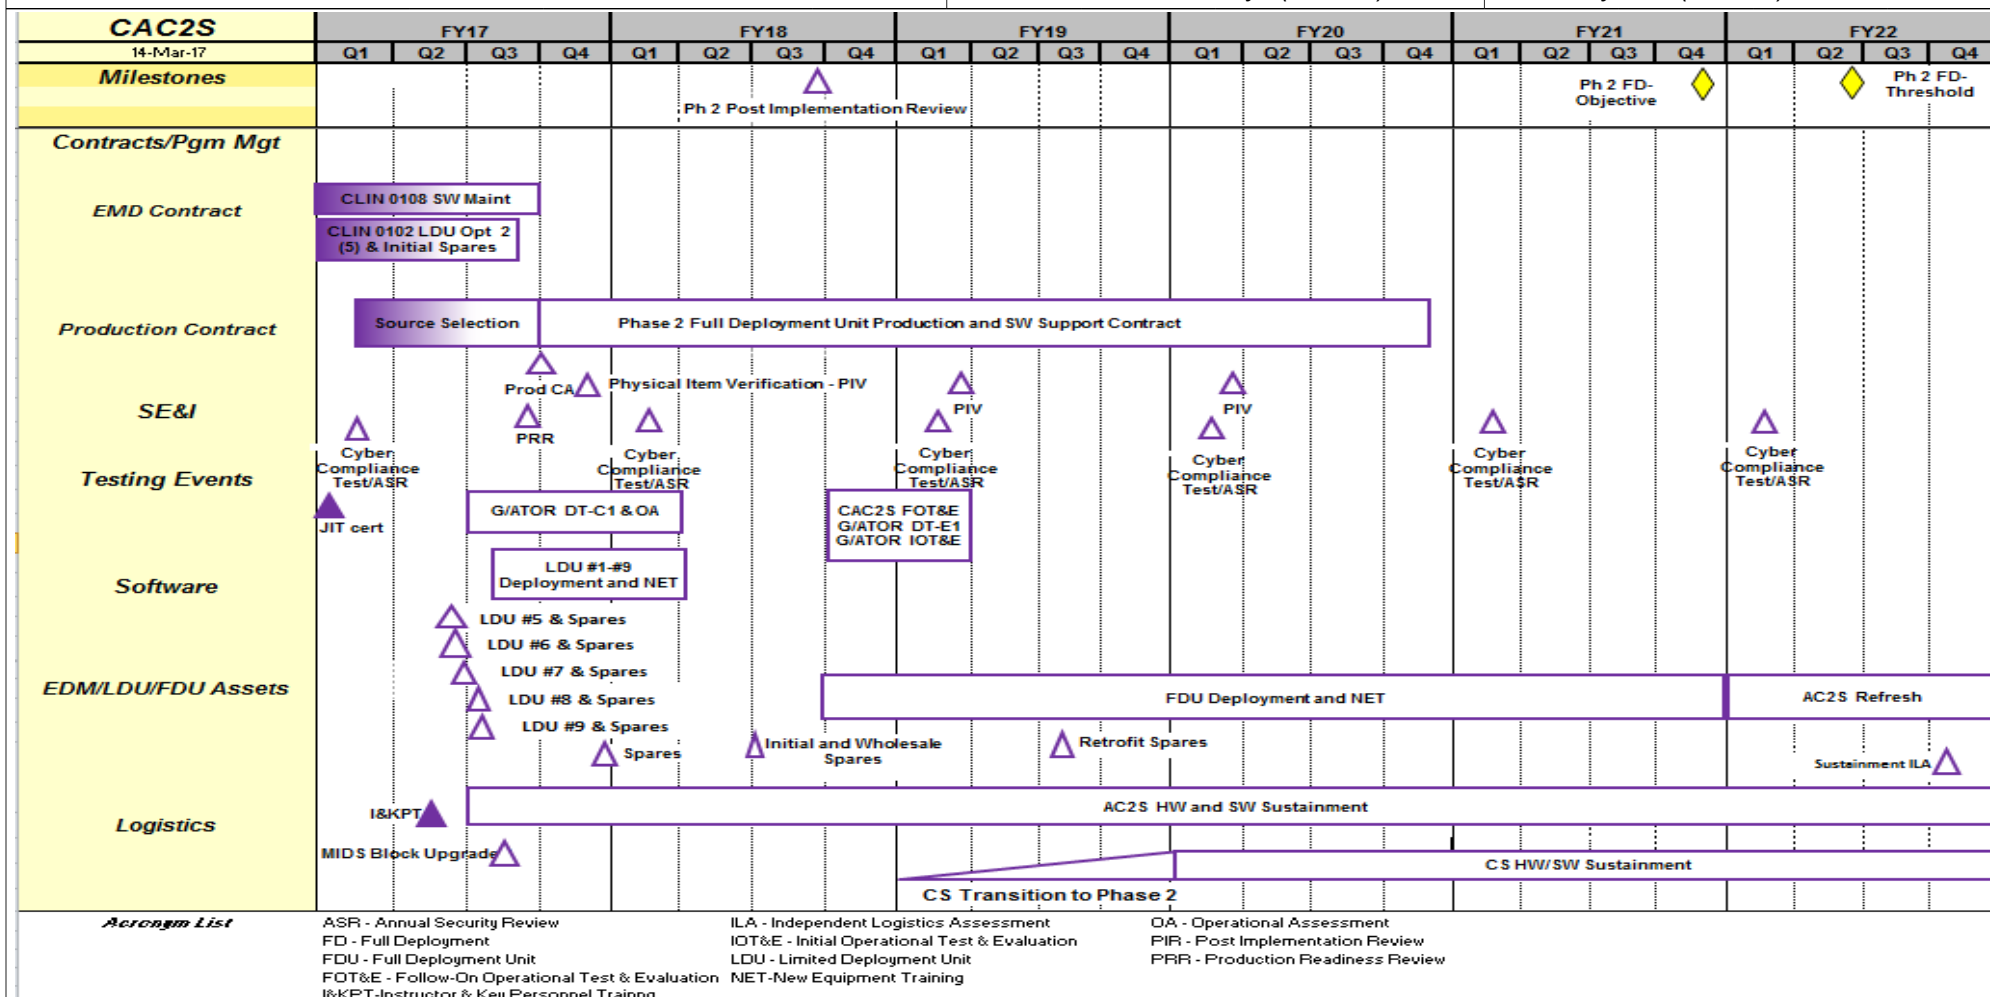 CAC2S
FY17 FY18 FY19 FY20 FY21 FY22
14-Mar-17
Q1 Q2 Q3 Q4 Q1 Q2 Q3 Q4 Q1 Q2 Q3 Q4 Q1 Q2 Q3 Q4 Q1 Q2 Q3 Q4 Q1 Q2 Q3 Q4
Milestones
Ph 2 Post Implementation Review
Ph 2 FD-
Objective
Ph 2 FD-
Threshold
Contracts/Pgm Mgt
EMD Contract
CLIN 0108 SW Maint
CLIN 0102 LDU Opt 2
(5) & Initial Spares
Production Contract
Source Selection
Phase 2 Full Deployment Unit Production and SW Support Contract
Prod CA
Physical Item Verification - PIV
PIV
PIV
SE&I
PRR
Cyber
Compliance
Test/ASR
Cyber
Compliance
Test/ASR
Cyber
Compliance
Test/ASR
Cyber
Compliance
Test/ASR
Cyber
Compliance
Test/ASR
Cyber
Compliance
Test/ASR
Testing Events
JIT cert
G/ATOR DT-C1 & OA
CAC2S FOT&E
G/ATOR DT-E1
G/ATOR IOT&E
LDU #1-#9
Deployment and NET
Software
LDU #5 & Spares
LDU #6 & Spares
LDU #7 & Spares
LDU #8 & Spares
LDU #9 & Spares
EDM/LDU/FDU Assets
FDU Deployment and NET
AC2S Refresh
Spares
Initial and Wholesale
Spares
Retrofit Spares
Sustainment ILA
Logistics
I&KPT
AC2S HW and SW Sustainment
MIDS Block Upgrade
CS HW/SW Sustainment
CS Transition to Phase 2
Acronym List
ASR - Annual Security Review
FD - Full Deployment
FDU - Full Deployment Unit
FOT&E - Follow-On Operational Test & Evaluation
I&KPT-Instructor & Key Personnel Trainng
ILA - Independent Logistics Assessment
IOT&E - Initial Operational Test & Evaluation
LDU - Limited Deployment Unit
NET-New Equipment Training
OA - Operational Assessment
PIR - Post Implementation Review
PRR - Production Readiness Review